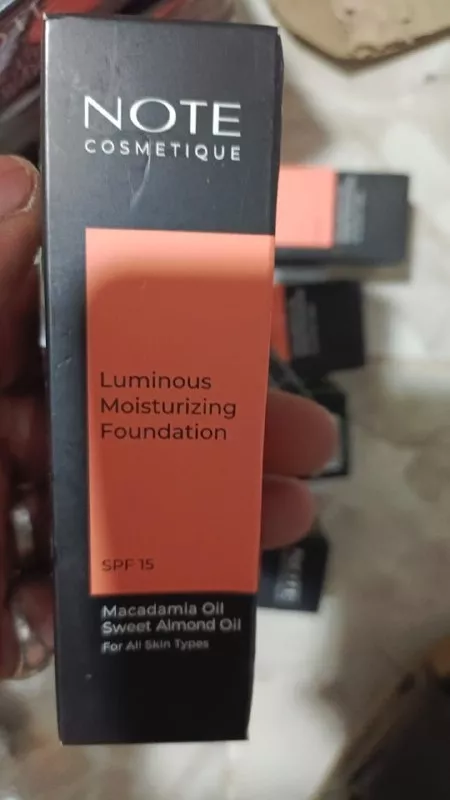 NOTE
COSMETIQUE
Luminous
Moisturizing
Foundation
SPF 15
Macadamia Oil
Sweet Almond Oil
For All Skin Types